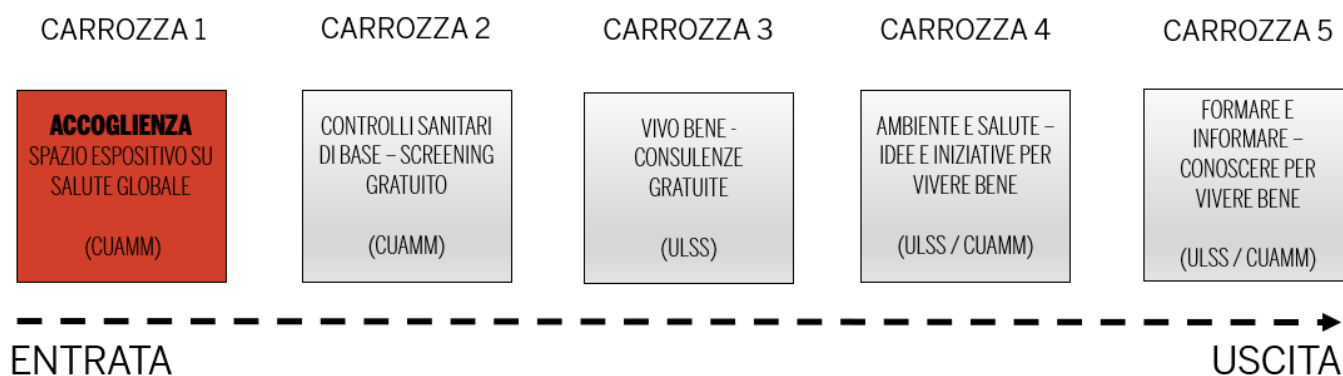 CARROZZA 1
CARROZZA 2
CARROZZA 3
CARROZZA 4
CARROZZA 5
ACCOGLIENZA
SPAZIO ESPOSITIVO SU
SALUTE GLOBALE
(CUAMM)
CONTROLLI SANITARI
DI BASE – SCREENING
GRATUITO
(CUAMM)
VIVO BENE -
CONSULENZE
GRATUITE
(ULSS)
AMBIENTE E SALUTE –
IDEE E INIZIATIVE PER
VIVERE BENE
(ULSS / CUAMM)
FORMARE E
INFORMARE –
CONOSCERE PER
VIVERE BENE
(ULSS / CUAMM)
ENTRATA
USCITA